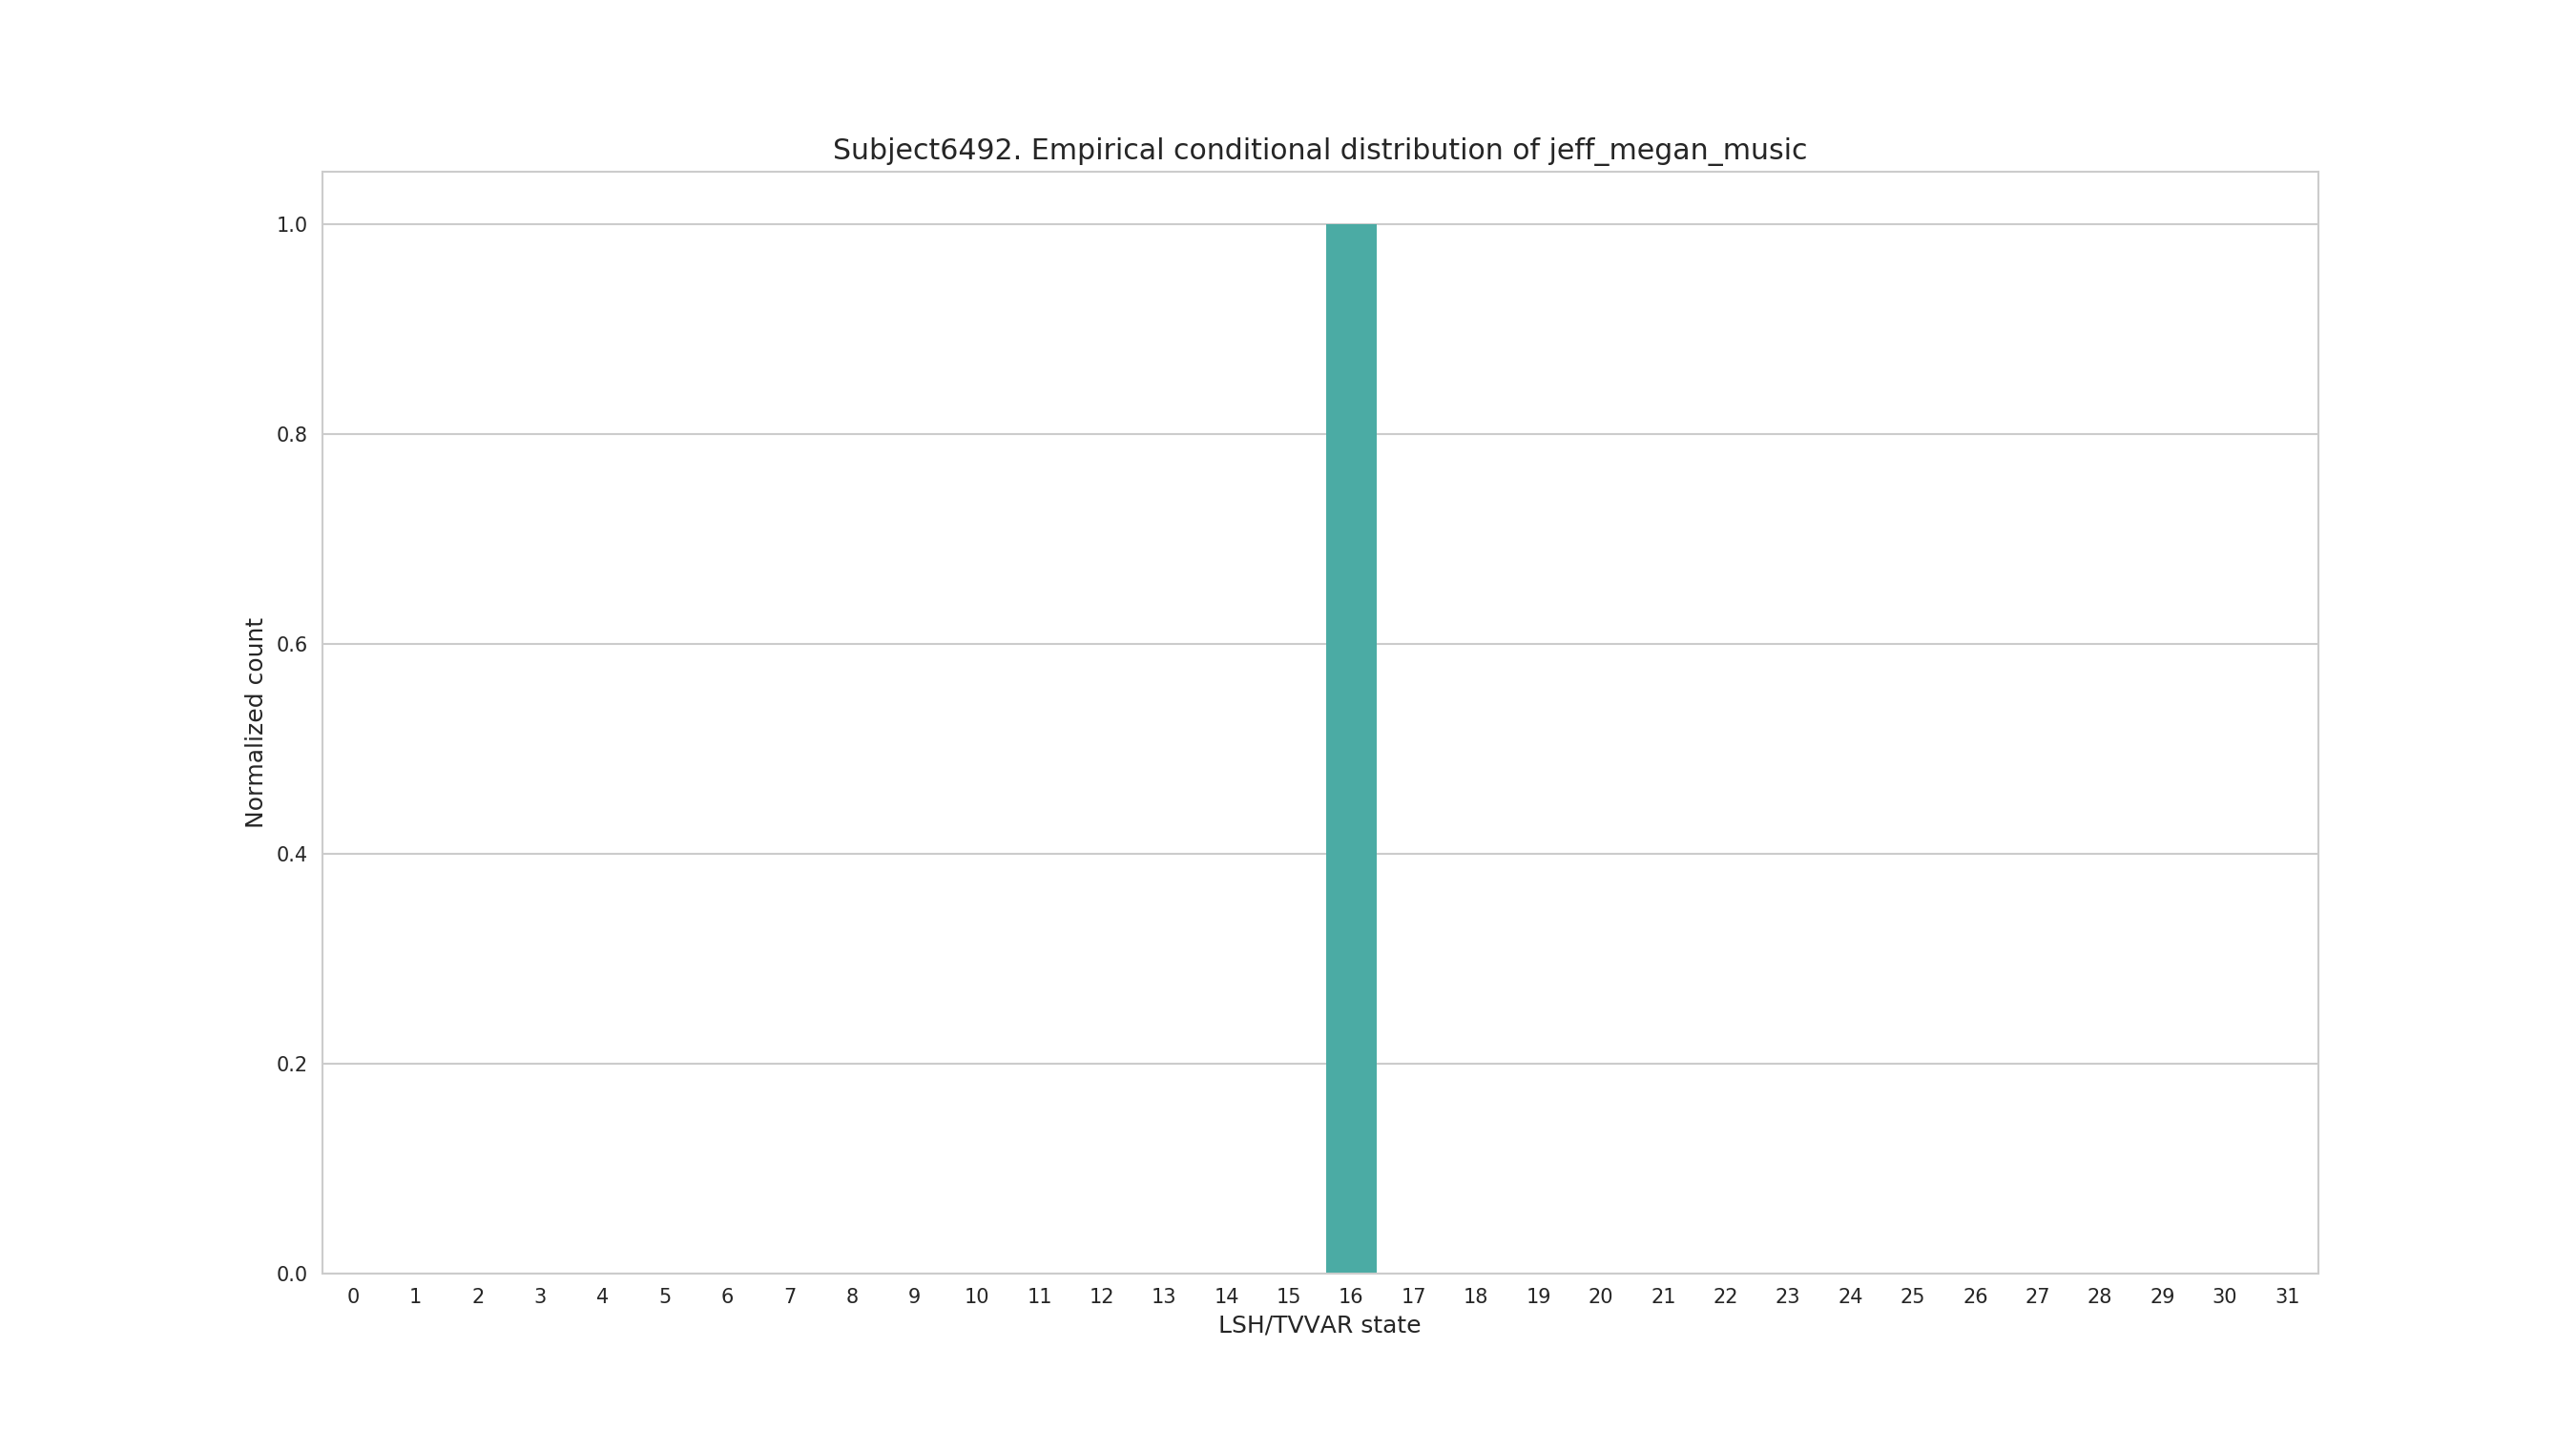 Subject6492. Empirical conditional distribution of jeff_megan_music
1.0
0.8
0.6
0.4
0.2
0.0
Normalized count
0 1 2 3 4 5 6 7 8 9 10 11 12 13 14 15 16 17 18 19 20 21 22 23 24 25 26 27 28 29 30 31
LSH/TVVAR state